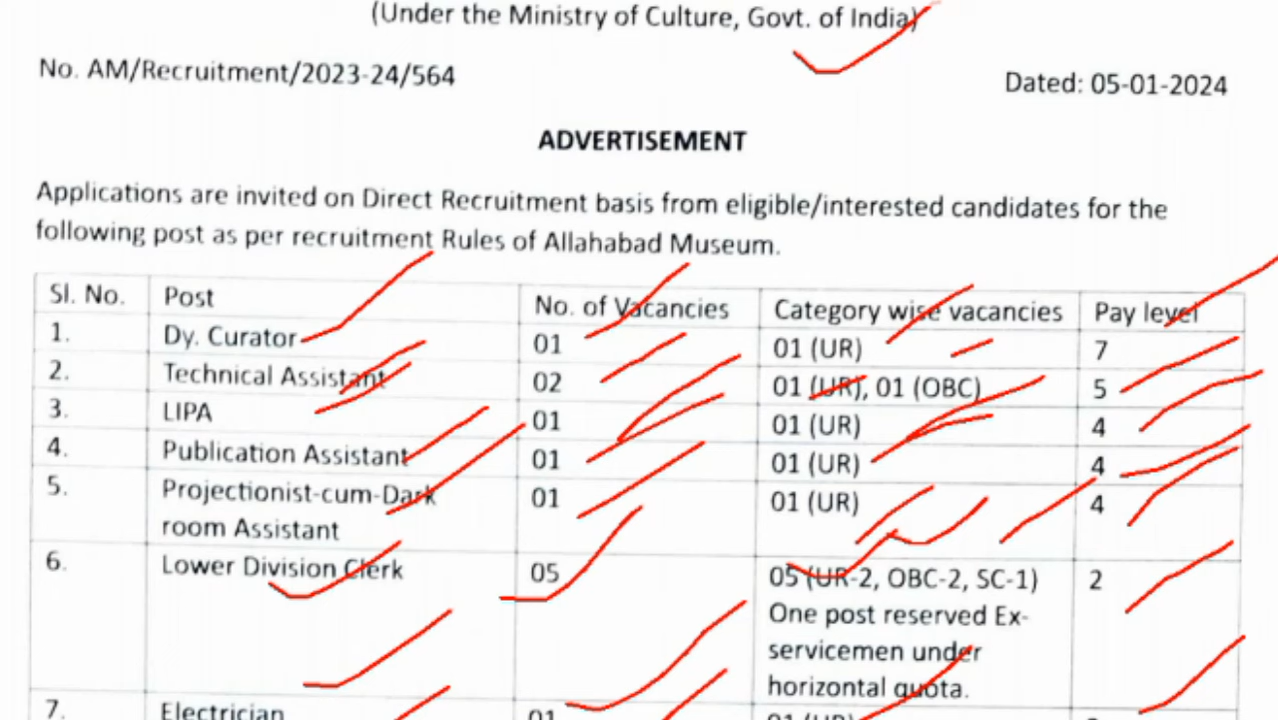 (Under the Ministry of Culture, Govt. of India)
No. AM/Recruitment/2023-24/564 Dated: 05-01-2024
ADVERTISEMENT
Applications are invited on Direct Recruitment basis from eligible/interested candidates for the
following post as per recruitment Rules of Allahabad Museum.
Sl. No. Post No. of Vacancies Category wise vacancies Pay level
1. Dy. Curator 01 01 (UR) 7
2. Technical Assistant 02 01 (UR), 01 (OBC) 5
3. LIPA 01 01 (UR) 4
4. Publication Assistant 01 01 (UR) 4
5. Projectionist-cum-Dark 01 01 (UR) 4
room Assistant
6. Lower Division Clerk 05 05 (UR-2, OBC-2, SC-1) 2
One post reserved Ex-
servicemen under
horizontal quota.
7. Electrician 01 01 (UR)